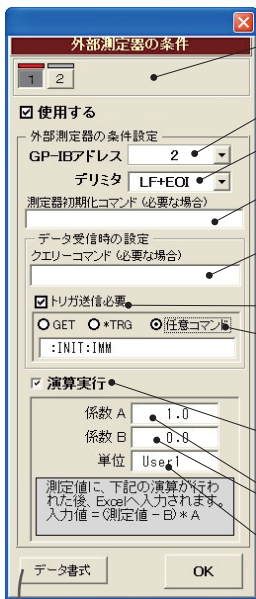 外部測定器の条件
1 2
使用する
外部測定器の条件設定
GP-IBアドレス 2
デリミタ LF+EOI
測定器初期化コマンド (必要な場合)
データ受信時の設定
クエリーコマンド (必要な場合)
トリガ送信必要
GET *TRG 任意コマンド
:INIT:IMM
演算実行
係数 A 1.0
係数 B 0.0
単位 User1
測定値に、下記の演算が行わ
れた後、Excelへ入力されます。
入力値 =(測定値 - B)* A
データ書式 OK